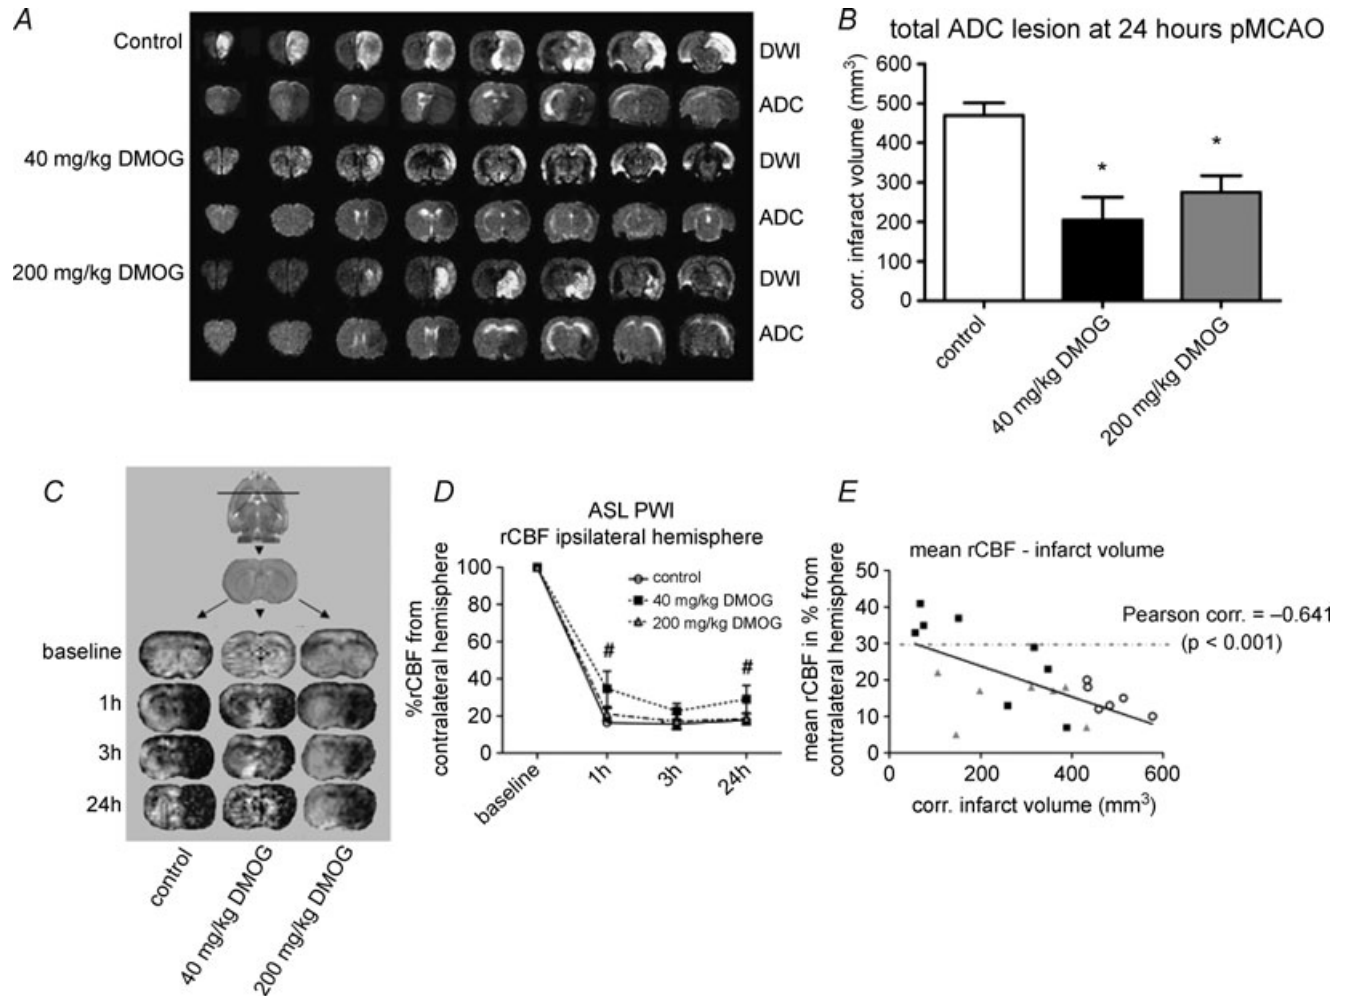 A
Control
DWI
ADC
40 mg/kg DMOG
DWI
ADC
200 mg/kg DMOG
DWI
ADC
B
total ADC lesion at 24 hours pMCAO
corr. infaract volume (mm³)
600
500
400
300
200
100
0
*
*
control
40 mg/kg DMOG
200 mg/kg DMOG
C
baseline
1h
3h
24h
control
40 mg/kg DMOG
200 mg/kg DMOG
D
ASL PWI
rCBF ipsilateral hemisphere
%rCBF from
contralateral hemisphere
100
80
60
40
20
0
control
40 mg/kg DMOG
200 mg/kg DMOG
#
#
baseline
1h
3h
24h
E
mean rCBF - infarct volume
mean rCBF in % from
contralateral hemisphere
50
40
30
20
10
0
Pearson corr. = –0.641
(p < 0.001)
0
200
400
600
corr. infarct volume (mm³)